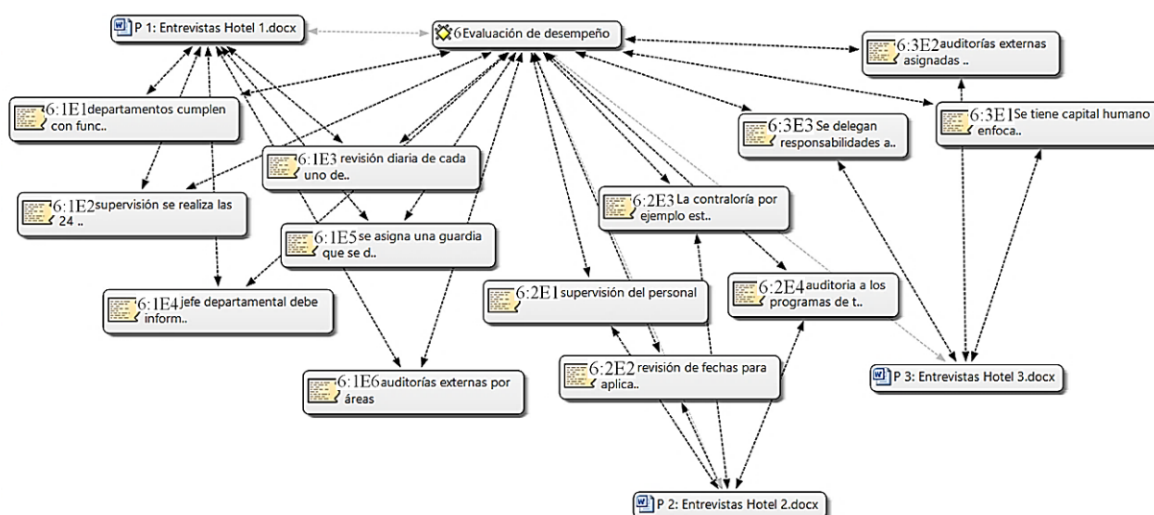 P 1: Entrevistas Hotel 1.docx
6Evaluación de desempeño
6:3E2auditorías externas
asignadas ..
6:1E1departamentos cumplen
con func..
6:3E1Se tiene capital humano
enfoca..
6:3E3 Se delegan
responsabilidades a..
6:1E3 revisión diaria de cada
uno de..
6:1E2supervisión se realiza las
24 ..
6:2E3 La contraloría por
ejemplo est..
6:1E5se asigna una guardia
que se d..
6:1E4jefe departamental debe
inform..
6:2E1supervisión del personal
6:2E4auditoria a los
programas de t..
6:1E6auditorías externas por
áreas
6:2E2 revisión de fechas para
aplica..
P 3: Entrevistas Hotel 3.docx
P 2: Entrevistas Hotel 2.docx